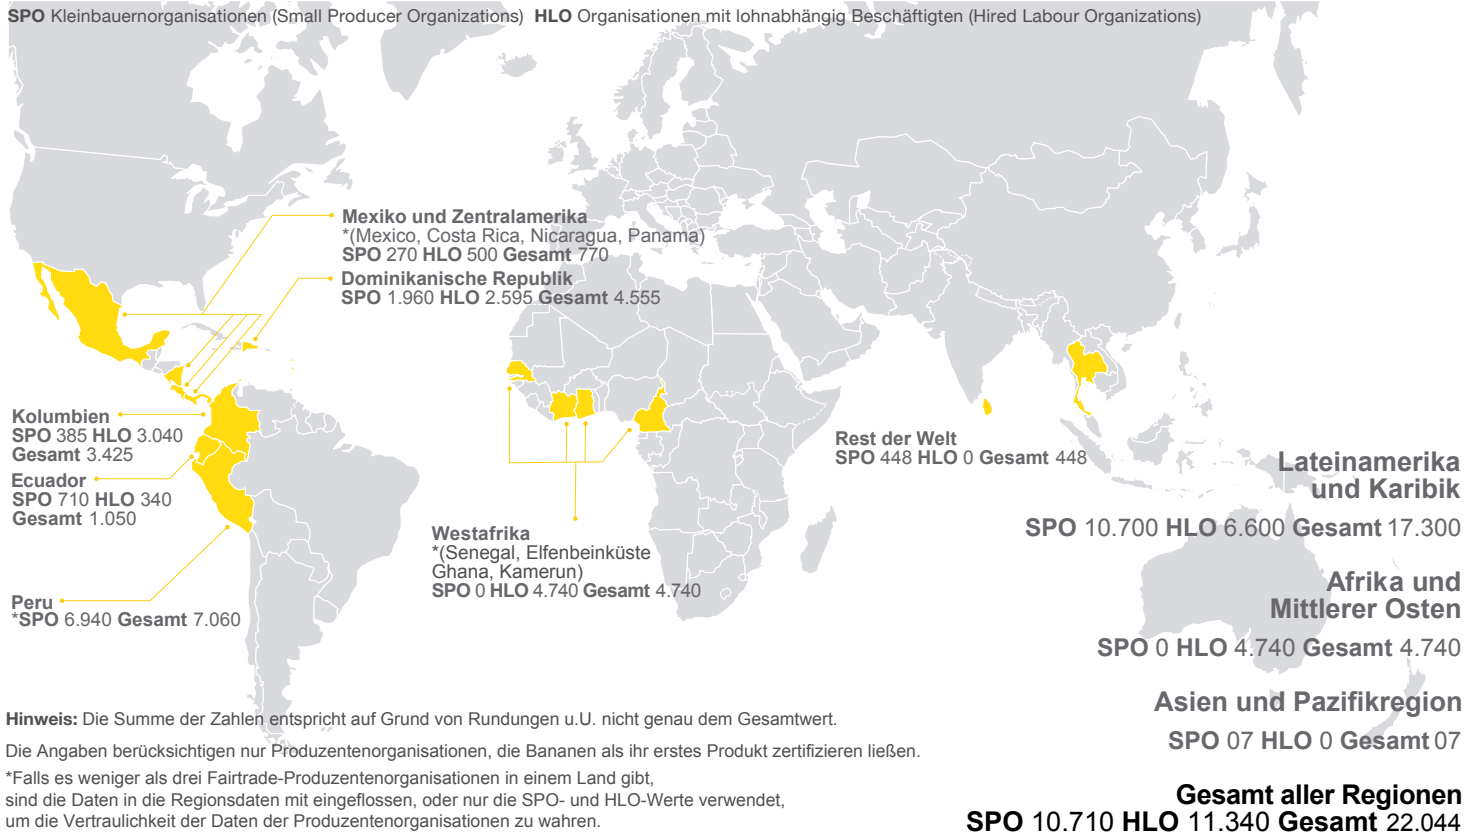 SPO Kleinbauernorganisationen (Small Producer Organizations) HLO Organisationen mit lohnabhängig Beschäftigten (Hired Labour Organizations)
Mexiko und Zentralamerika
*(Mexico, Costa Rica, Nicaragua, Panama)
SPO 270 HLO 500 Gesamt 770
Dominikanische Republik
SPO 1.960 HLO 2.595 Gesamt 4.555
Kolumbien
SPO 385 HLO 3.040
Gesamt 3.425
Ecuador
SPO 710 HLO 340
Gesamt 1.050
Peru
*SPO 6.940 Gesamt 7.060
Westafrika
*(Senegal, Elfenbeinküste
Ghana, Kamerun)
SPO 0 HLO 4.740 Gesamt 4.740
Rest der Welt
SPO 448 HLO 0 Gesamt 448
Lateinamerika
und Karibik
SPO 10.700 HLO 6.600 Gesamt 17.300
Afrika und
Mittlerer Osten
SPO 0 HLO 4.740 Gesamt 4.740
Asien und Pazifikregion
SPO 07 HLO 0 Gesamt 07
Gesamt aller Regionen
SPO 10.710 HLO 11.340 Gesamt 22.044
Hinweis: Die Summe der Zahlen entspricht auf Grund von Rundungen u.U. nicht genau dem Gesamtwert.
Die Angaben berücksichtigen nur Produzentenorganisationen, die Bananen als ihr erstes Produkt zertifizieren ließen.
*Falls es weniger als drei Fairtrade-Produzentenorganisationen in einem Land gibt,
sind die Daten in die Regionsdaten mit eingeflossen, oder nur die SPO- und HLO-Werte verwendet,
um die Vertraulichkeit der Daten der Produzentenorganisationen zu wahren.